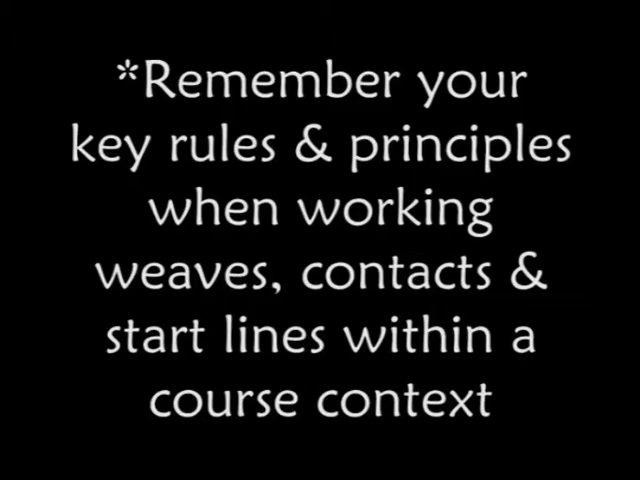 *Remember your
key rules & principles
when working
weaves, contacts &
start lines within a
course context